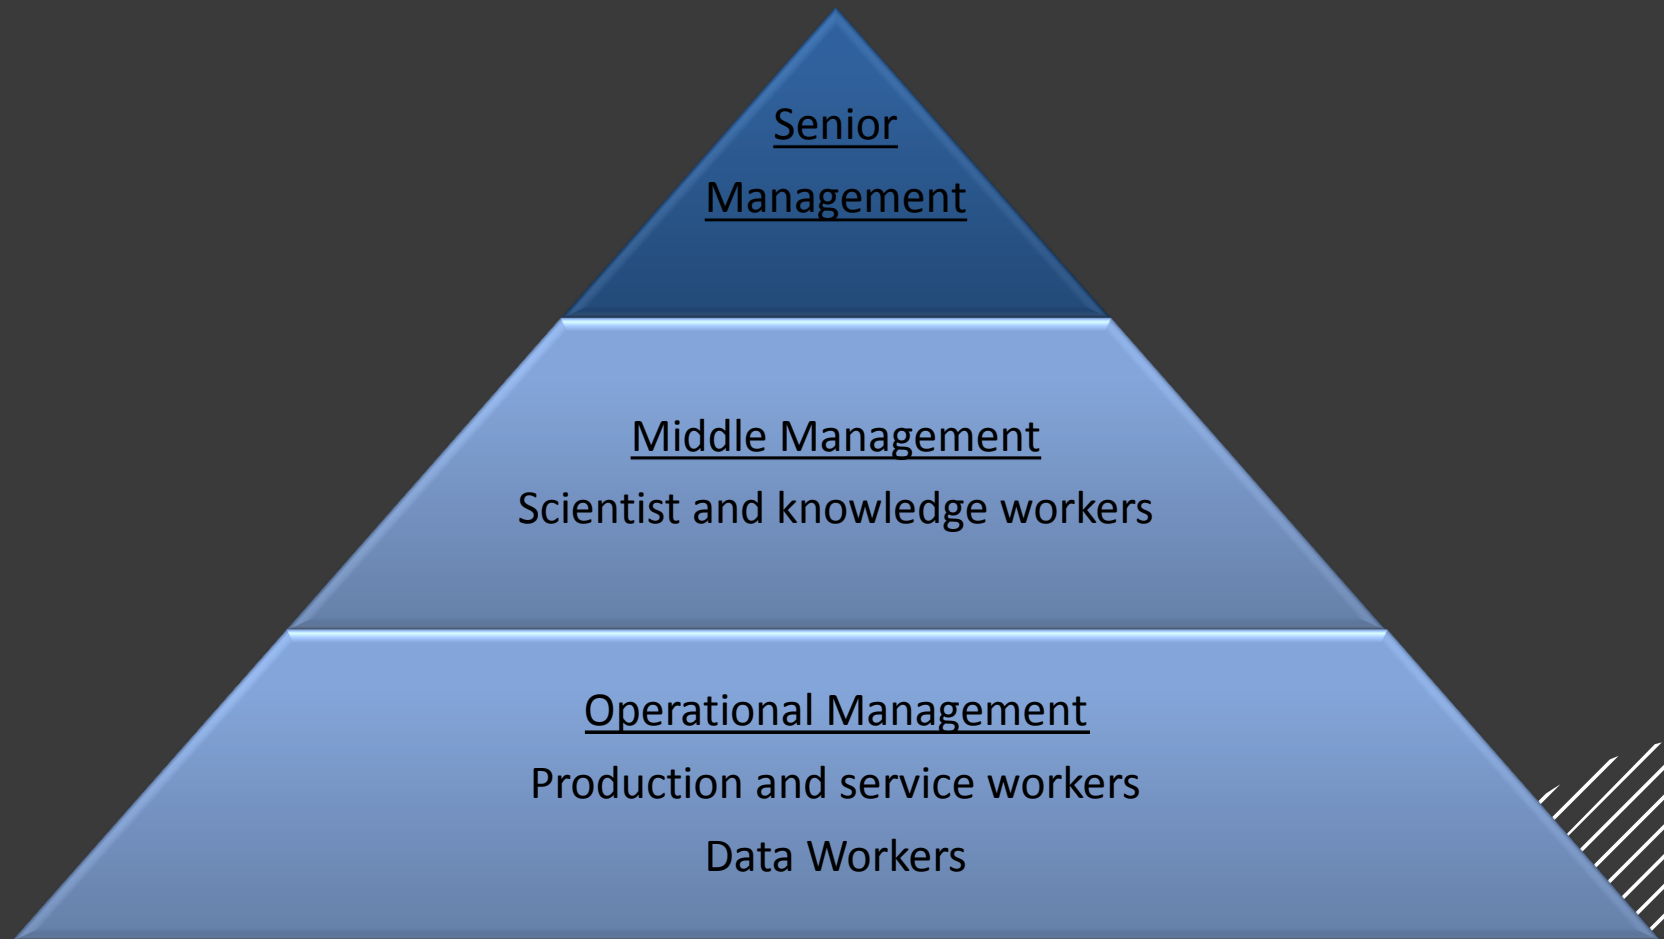 Senior
Management
Middle Management
Scientist and knowledge workers
Operational Management
Production and service workers
Data Workers